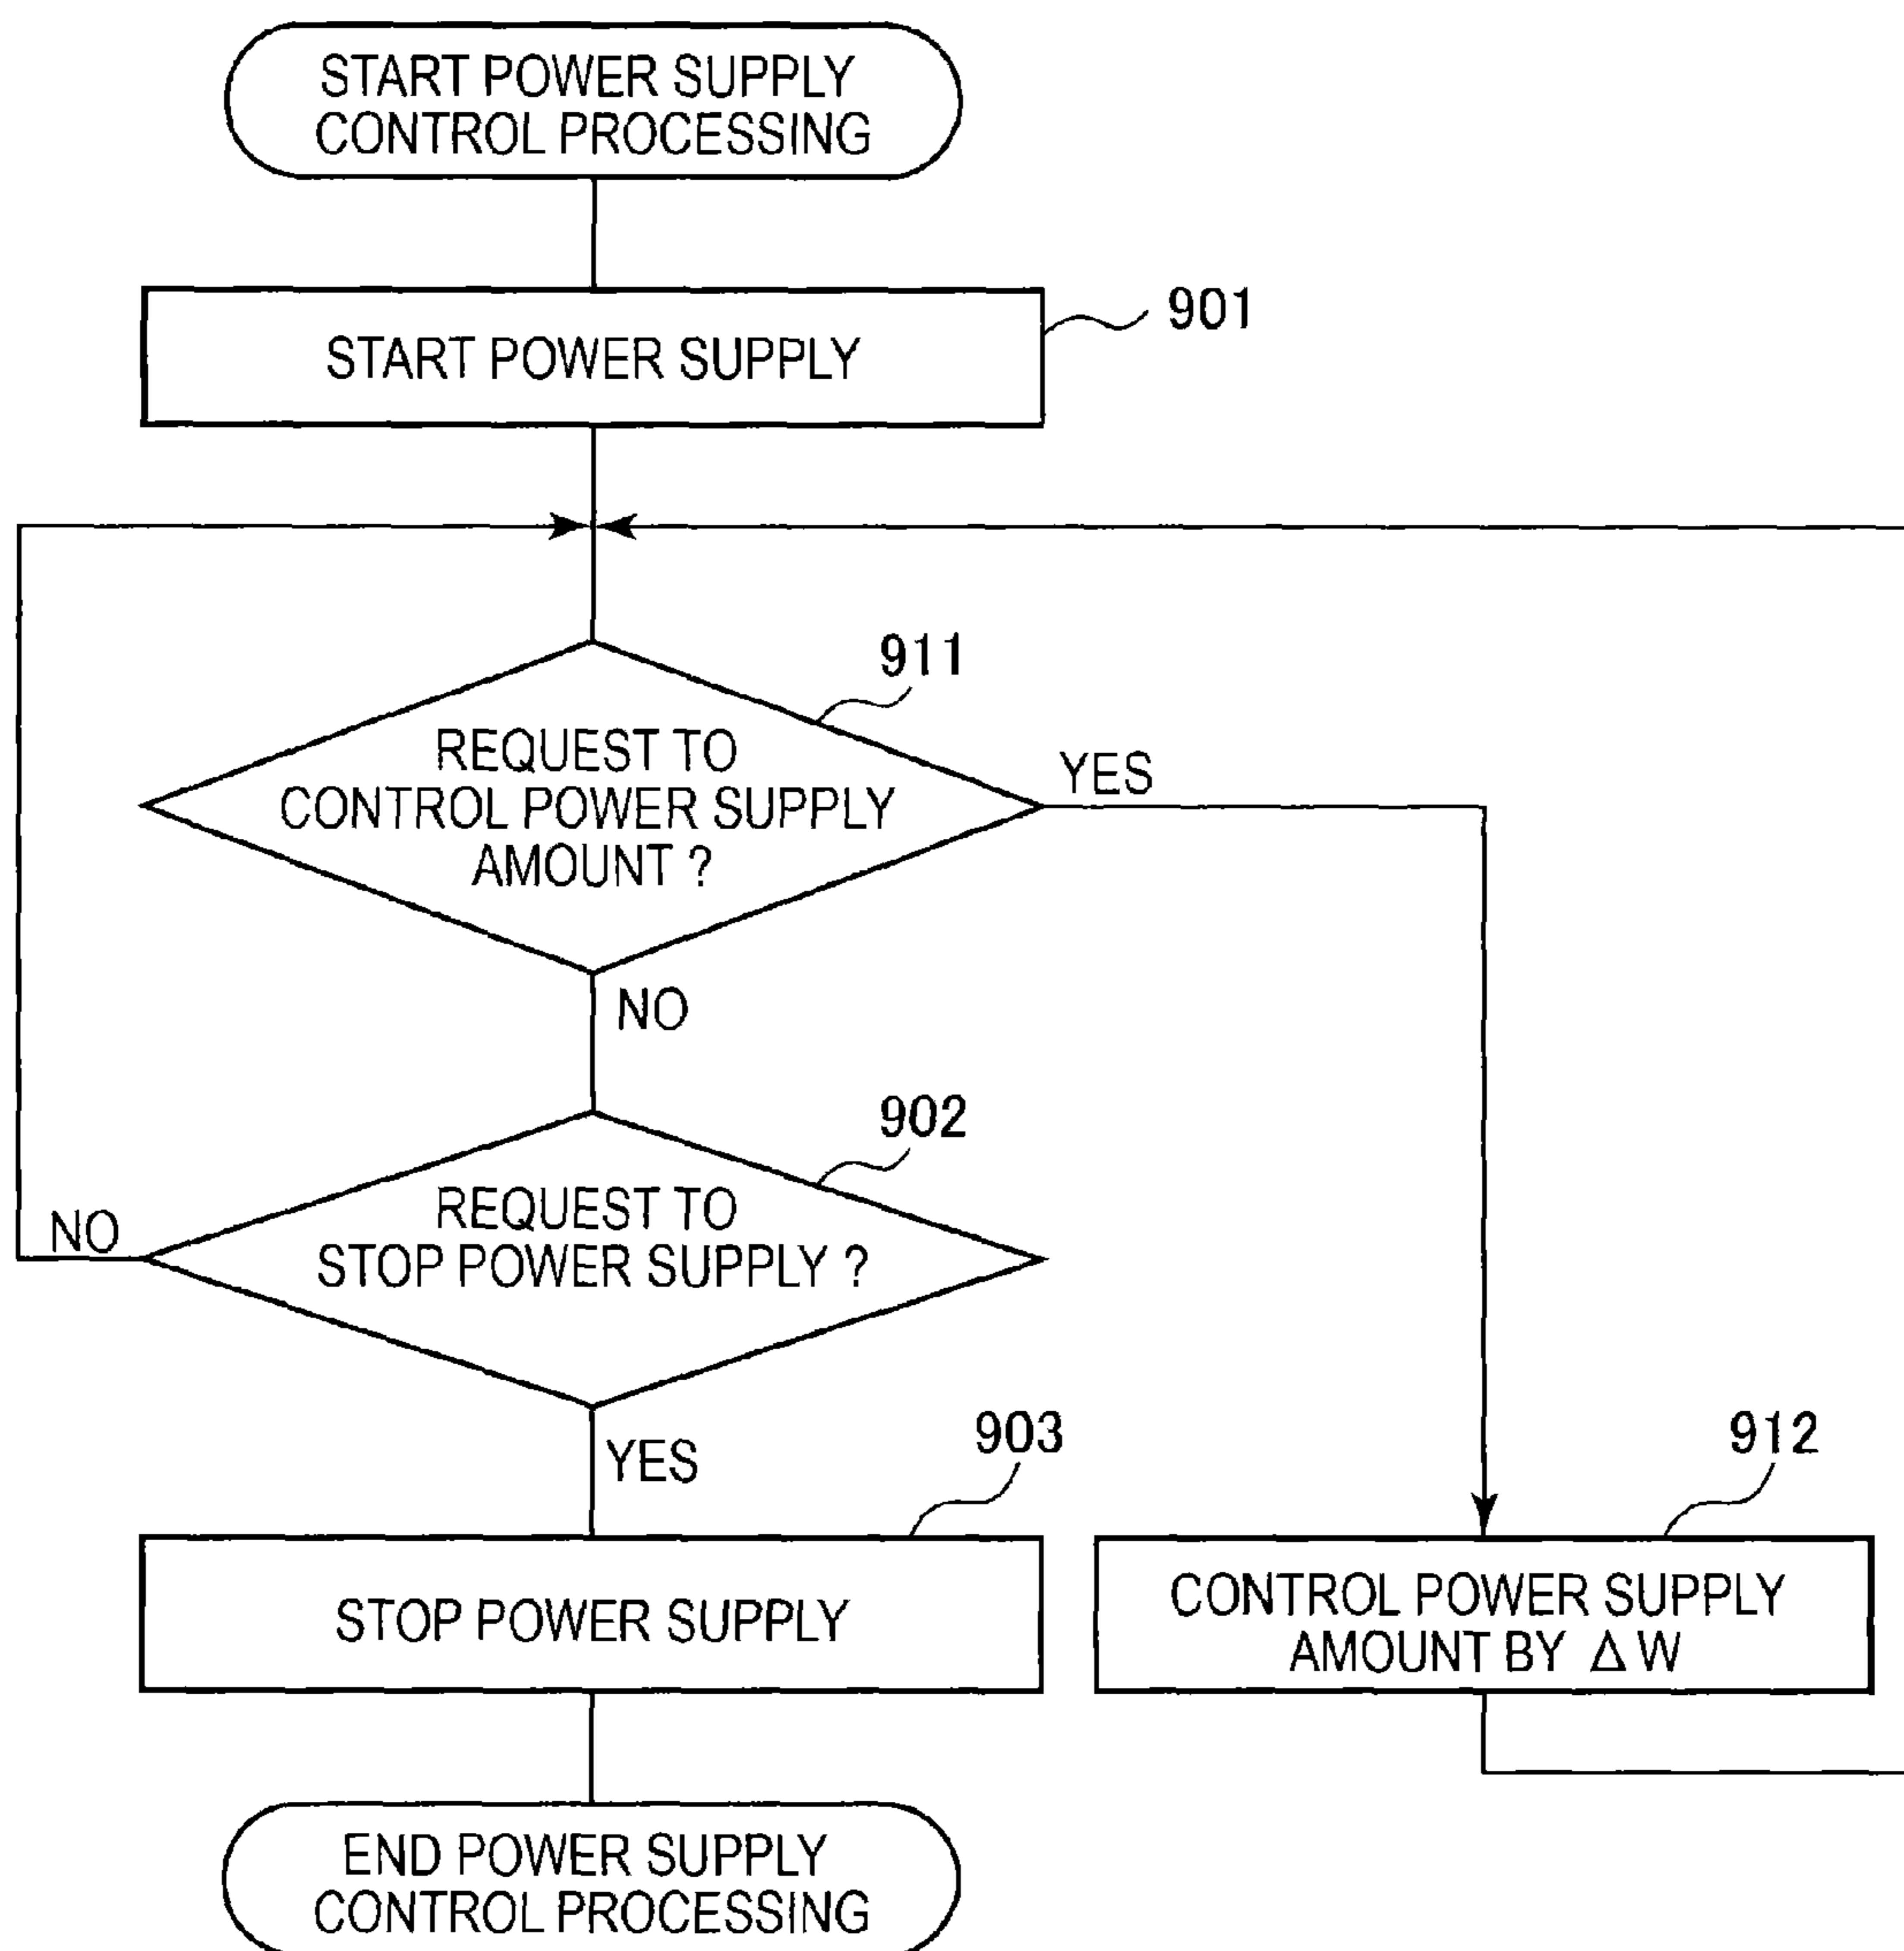 START POWER SUPPLY
CONTROL PROCESSING
START POWER SUPPLY
901
911
REQUEST TO
CONTROL POWER SUPPLY
AMOUNT ?
YES
NO
902
REQUEST TO
STOP POWER SUPPLY ?
NO
YES
903
STOP POWER SUPPLY
912
CONTROL POWER SUPPLY
AMOUNT BY Δ W
END POWER SUPPLY
CONTROL PROCESSING